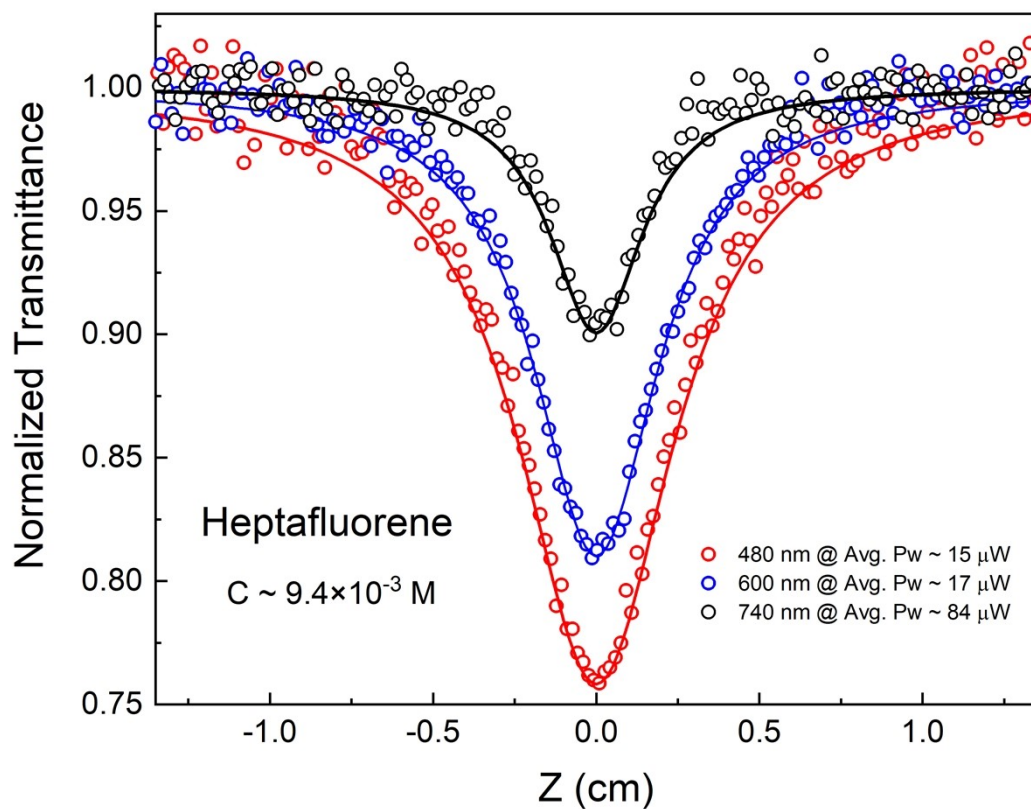 Normalized Transmittance
1.00
0.95
0.90
0.85
0.80
0.75
Heptafluorene
C ~ 9.4×10⁻³ M
480 nm @ Avg. Pw ~ 15 μW
600 nm @ Avg. Pw ~ 17 μW
740 nm @ Avg. Pw ~ 84 μW
-1.0 -0.5 0.0 0.5 1.0
Z (cm)